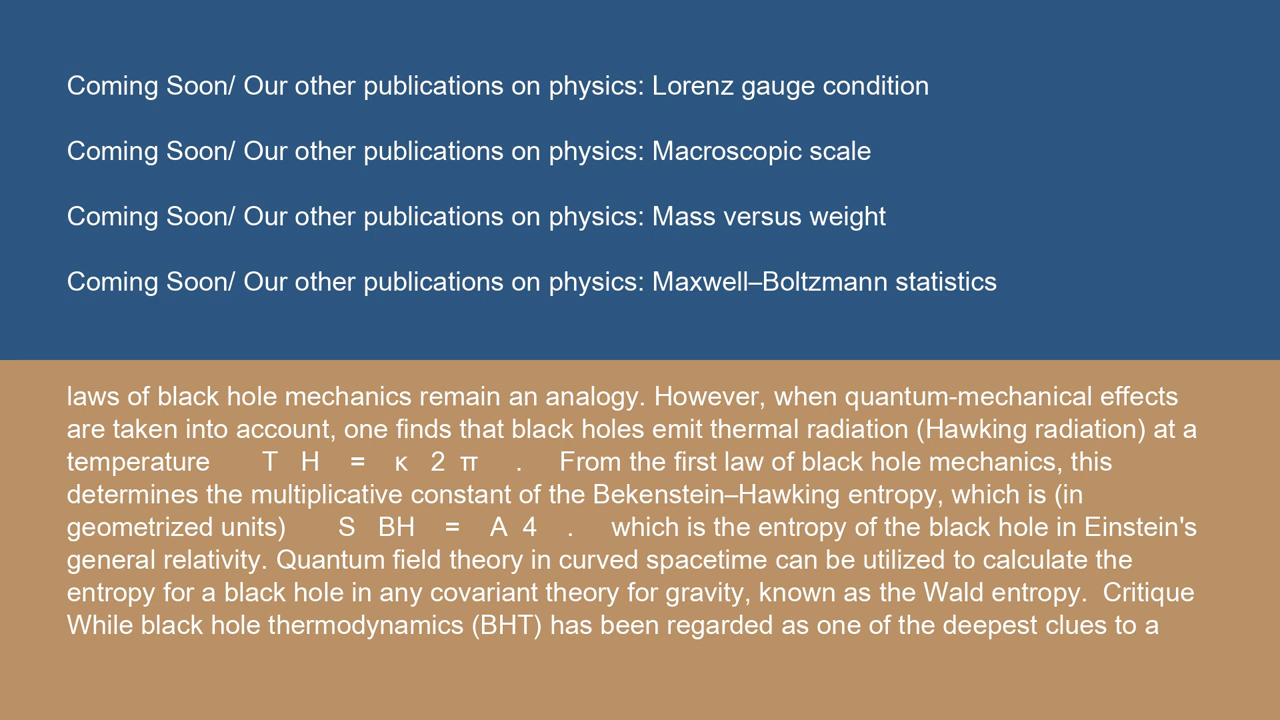 Coming Soon/ Our other publications on physics: Lorenz gauge condition
Coming Soon/ Our other publications on physics: Macroscopic scale
Coming Soon/ Our other publications on physics: Mass versus weight
Coming Soon/ Our other publications on physics: Maxwell–Boltzmann statistics
laws of black hole mechanics remain an analogy. However, when quantum-mechanical effects
are taken into account, one finds that black holes emit thermal radiation (Hawking radiation) at a
temperature T H = κ 2 π . From the first law of black hole mechanics, this
determines the multiplicative constant of the Bekenstein–Hawking entropy, which is (in
geometrized units) S BH = A 4 . which is the entropy of the black hole in Einstein's
general relativity. Quantum field theory in curved spacetime can be utilized to calculate the
entropy for a black hole in any covariant theory for gravity, known as the Wald entropy. Critique
While black hole thermodynamics (BHT) has been regarded as one of the deepest clues to a